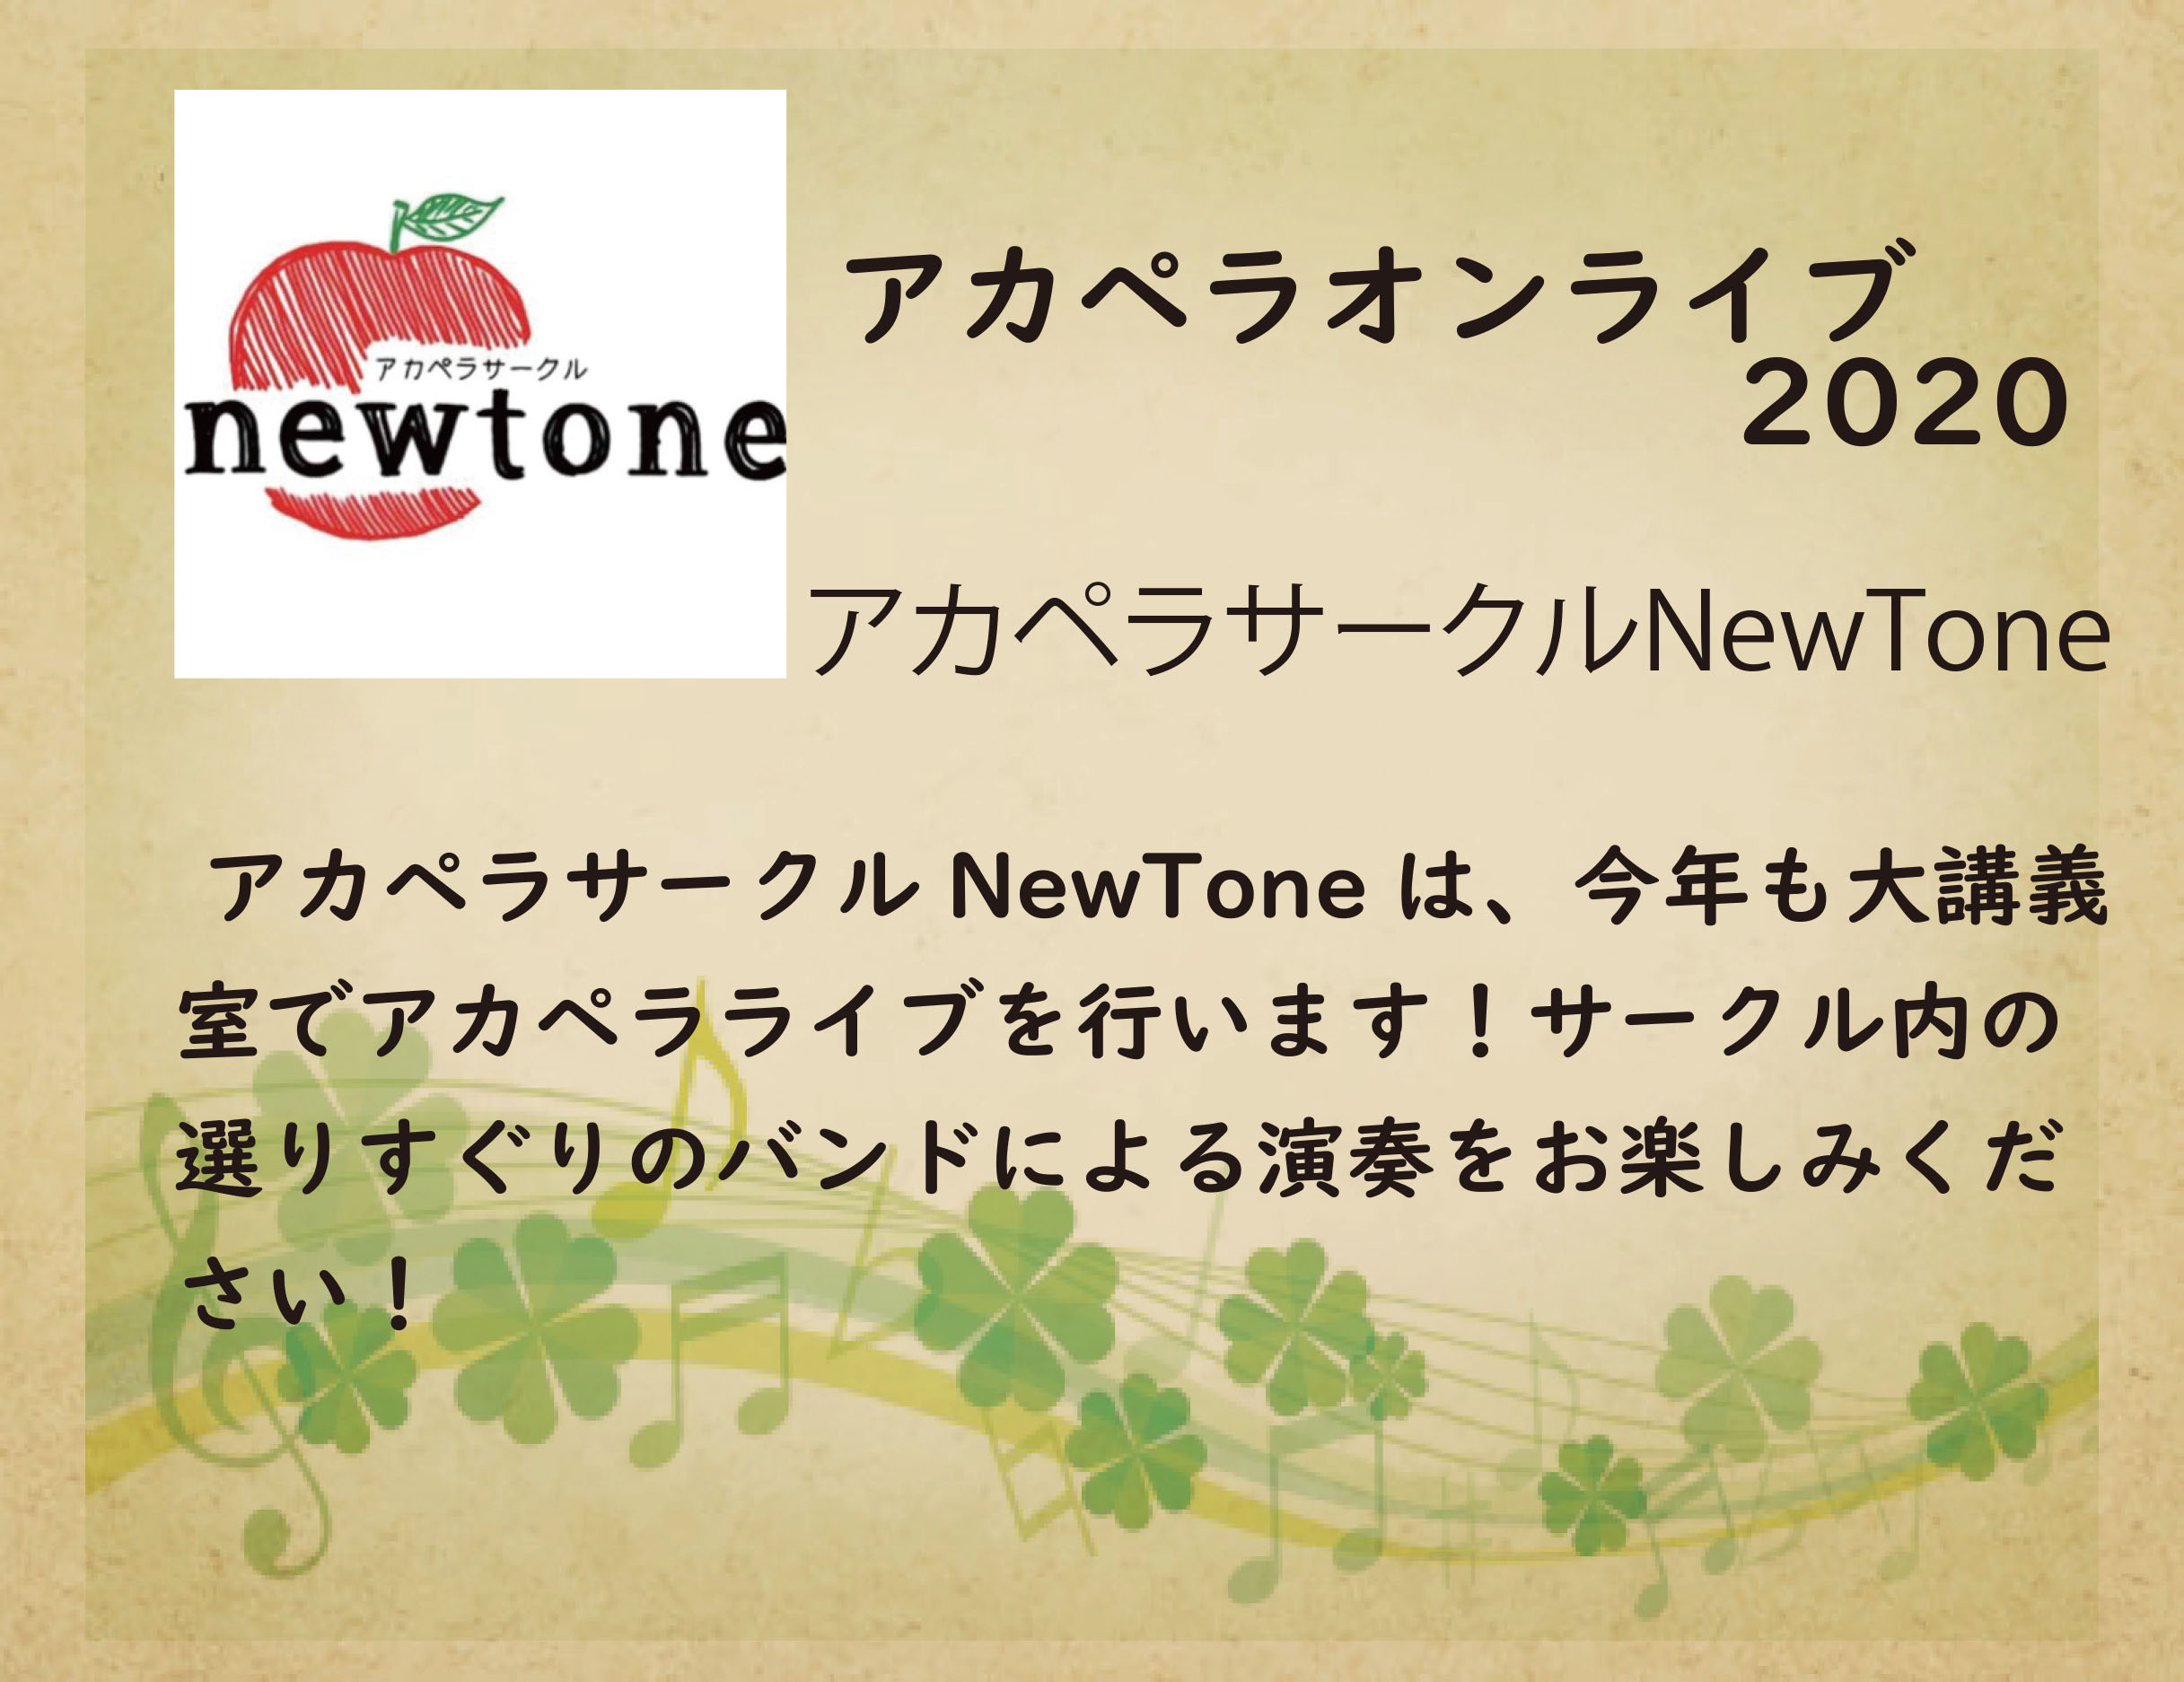 アカペラサークル
newtone
アカペラオンライブ
2020
アカペラサークルNewTone
アカペラサークル NewTone は、今年も大講義
室でアカペラライブを行います！サークル内の
選りすぐりのバンドによる演奏をお楽しみくだ
さい！